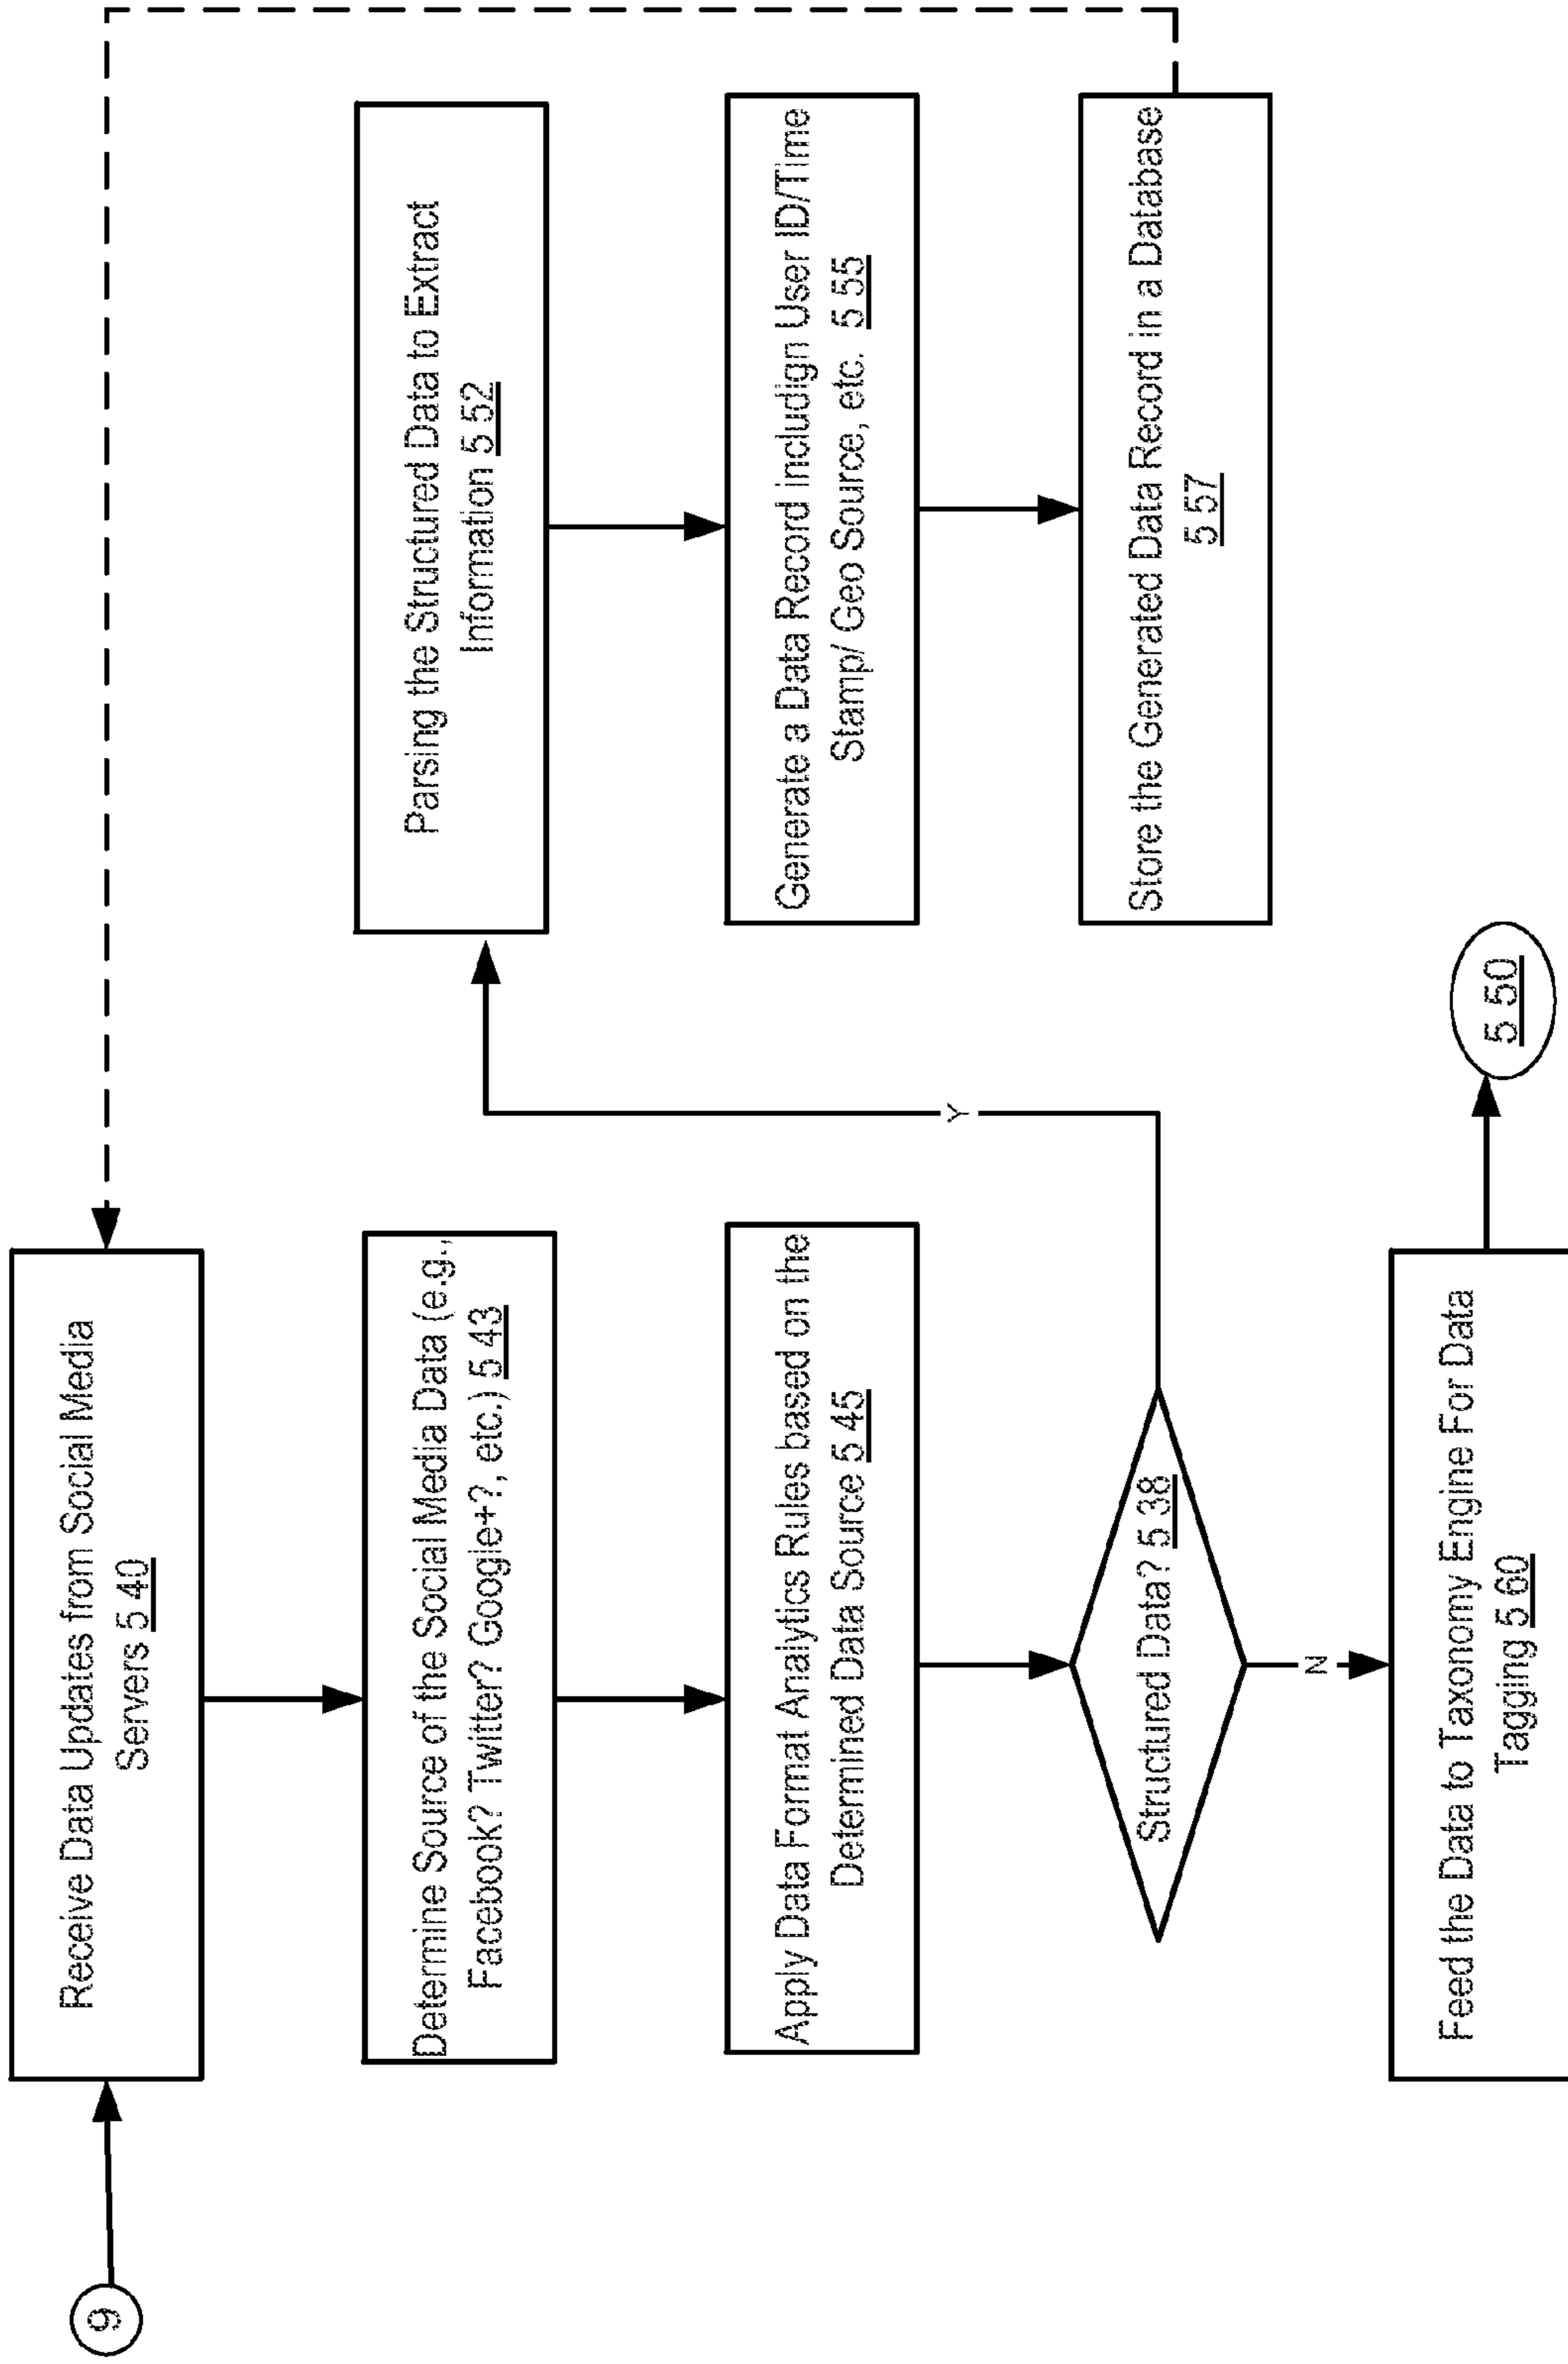 9
Receive Data Updates from Social Media
Servers 5 40
Determine Source of the Social Media Data (e.g.,
Facebook? Twitter? Google+?, etc.) 5 43
Apply Data Format Analytics Rules based on the
Determined Data Source 5 45
Structured Data? 5 38
Y
N
Parsing the Structured Data to Extract
Information 5 52
Generate a Data Record includign User ID/Time
Stamp/ Geo Source, etc. 5 55
Store the Generated Data Record in a Database
5 57
Feed the Data to Taxonomy Engine For Data
Tagging 5 60
5 50